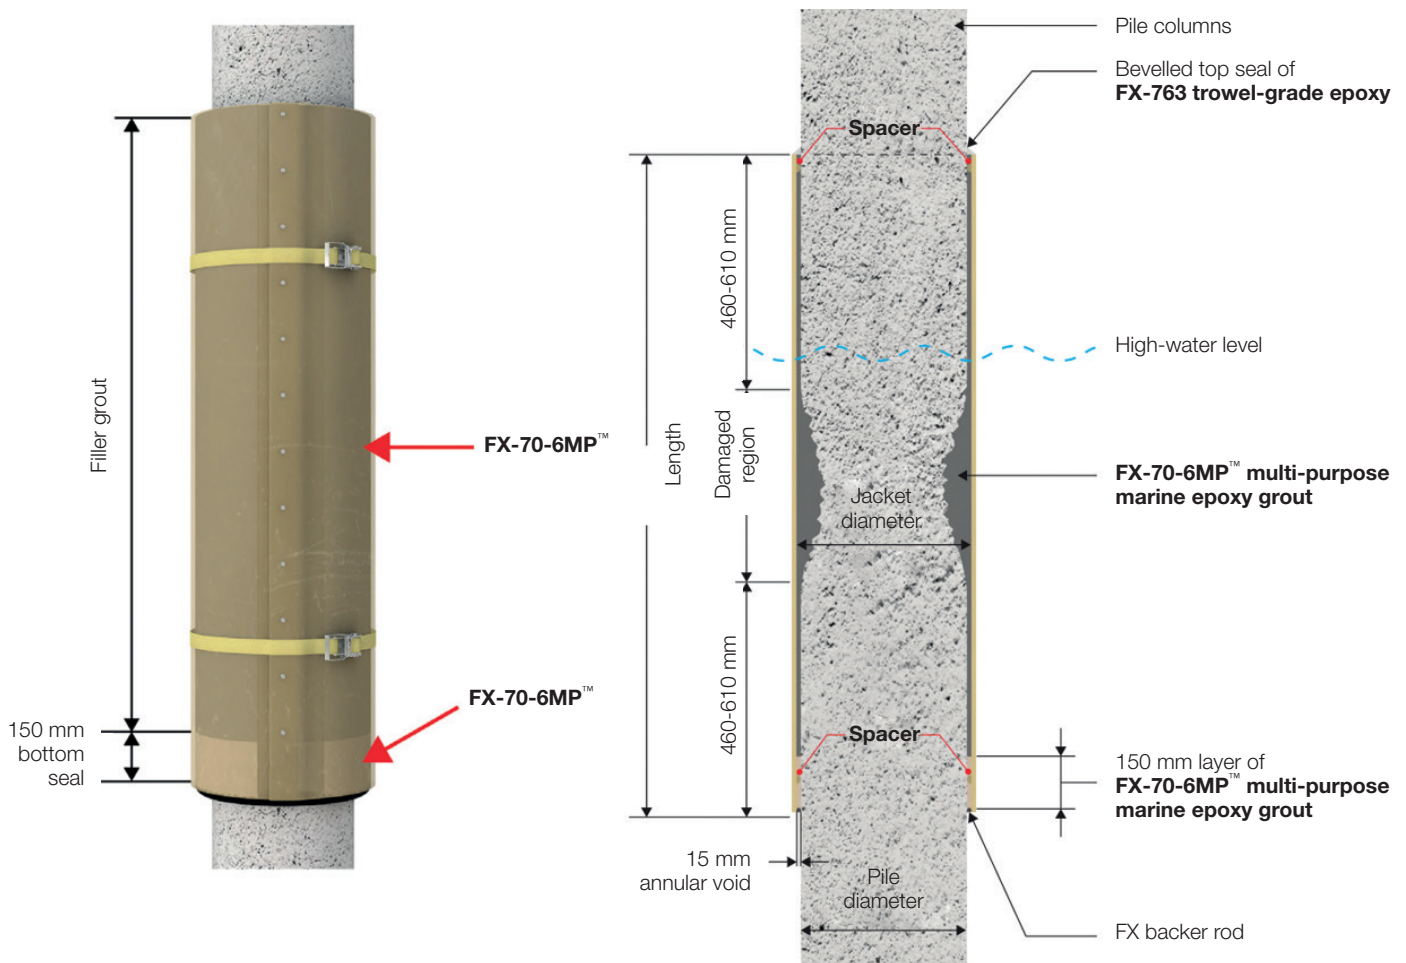 Filler grout
FX-70-6MP™
FX-70-6MP™
150 mm
bottom
seal
Pile columns
Bevelled top seal of
FX-763 trowel-grade epoxy
Spacer
460-610 mm
High-water level
Length
Damaged
region
Jacket
diameter
FX-70-6MP™ multi-purpose
marine epoxy grout
460-610 mm
Spacer
150 mm layer of
FX-70-6MP™ multi-purpose
marine epoxy grout
15 mm
annular void
Pile
diameter
FX backer rod